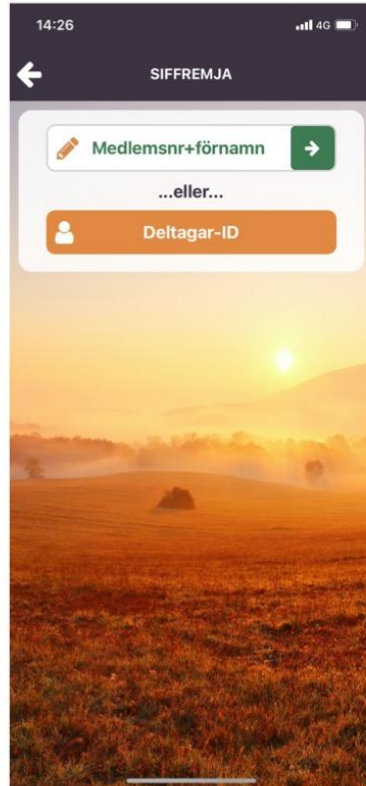 14:26
4G
SIFFREMJA
Medlemsnr+förnamn
...eller...
Deltagar-ID